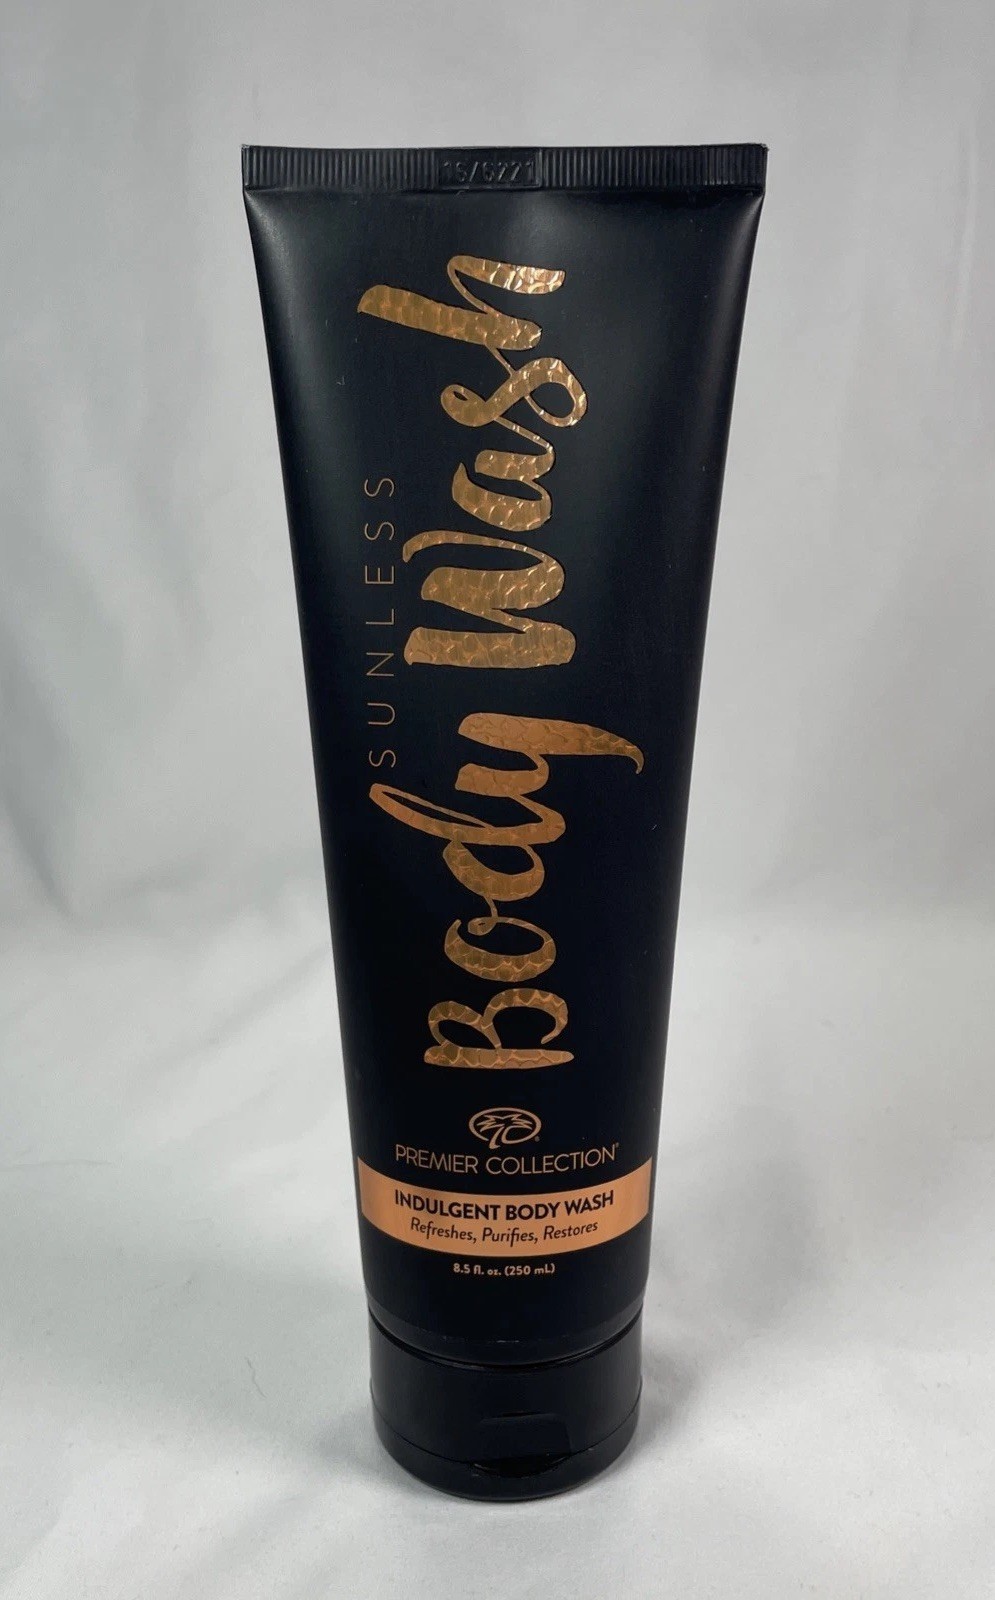 SUNLESS
Body Wash
PREMIER COLLECTION®
INDULGENT BODY WASH
Refreshes, Purifies, Restores
8.5 fl. oz. (250 mL)